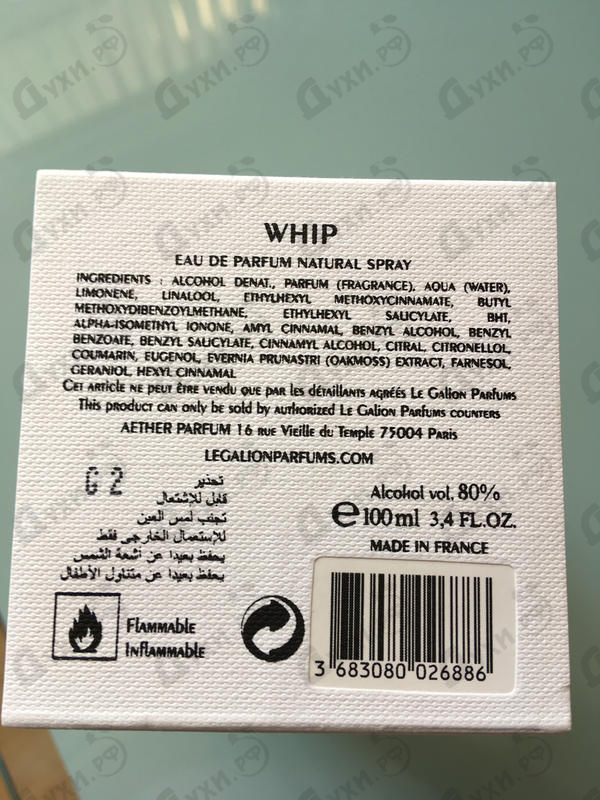 WHIP
EAU DE PARFUM NATURAL SPRAY
INGREDIENTS : ALCOHOL DENAT., PARFUM (FRAGRANCE), AQUA (WATER),
LIMONENE, LINALOOL, ETHYLHEXYL METHOXYCINNAMATE, BUTYL
METHOXYDIBENZOYLMETHANE, ETHYLHEXYL SALICYLATE, BHT,
ALPHA-ISOMETHYL IONONE, AMYL CINNAMAL, BENZYL ALCOHOL, BENZYL
BENZOATE, BENZYL SALICYLATE, CINNAMYL ALCOHOL, CITRAL, CITRONELLOL,
COUMARIN, EUGENOL, EVERNIA PRUNASTRI (OAKMOSS) EXTRACT, FARNESOL,
GERANIOL, HEXYL CINNAMAL
CET ARTICLE NE PEUT ÊTRE VENDU QUE PAR LES DÉTAILLANTS AGRÉÉS LE GALION PARFUMS
THIS PRODUCT CAN ONLY BE SOLD BY AUTHORIZED LE GALION PARFUMS COUNTERS
AETHER PARFUM 16 RUE VIEILLE DU TEMPLE 75004 PARIS
LEGALIONPARFUMS.COM
G2
تحذير
قابل للاشتعال
تجنب لمس العين
للإستعمال الخارجي فقط
يحفظ بعيدا عن أشعة الشمس
يحفظ بعيدا عن متناول الأطفال
Alcohol vol. 80%
℮100ml 3,4 FL.OZ.
MADE IN FRANCE
FLAMMABLE
INFLAMMABLE
3 683080 026886
ДУХИ.РФ